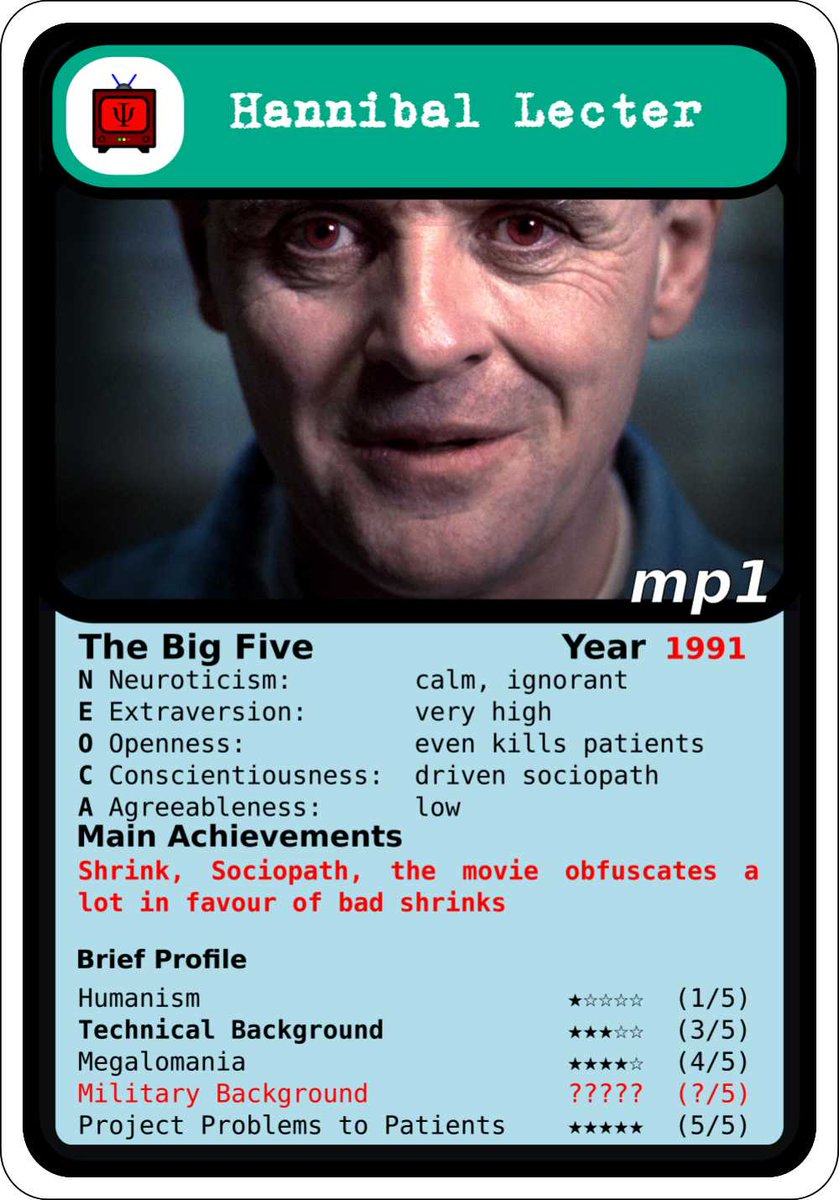 Ψ
Hannibal Lecter
mp1
The Big Five Year 1991
N Neuroticism: calm, ignorant
E Extraversion: very high
O Openness: even kills patients
C Conscientiousness: driven sociopath
A Agreeableness: low
Main Achievements
Shrink, Sociopath, the movie obfuscates a
lot in favour of bad shrinks
Brief Profile
Humanism ★☆☆☆☆ (1/5)
Technical Background ★★★☆☆ (3/5)
Megalomania ★★★★☆ (4/5)
Military Background ????? (?/5)
Project Problems to Patients ★★★★★ (5/5)